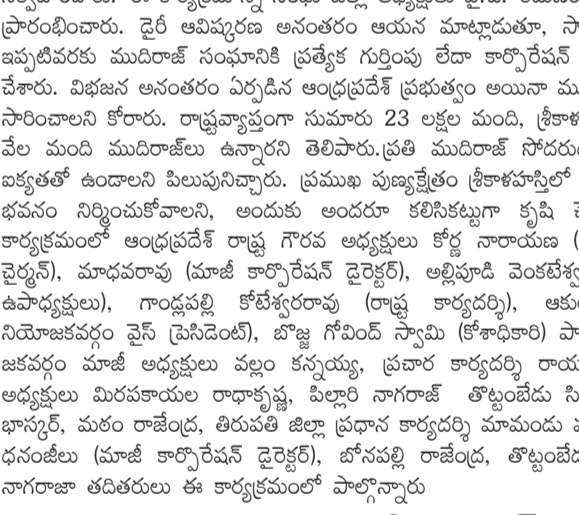 ప్రారంభించారు. డైరీ ఆవిష్కరణ అనంతరం ఆయన మాట్లాడుతూ,
ఇప్పటివరకు ముదిరాజ్ సంఘానికి ప్రత్యేక గుర్తింపు లేదా కార్పొరేషన్
చేశారు. విభజన అనంతరం ఏర్పడిన ఆంధ్రప్రదేశ్ ప్రభుత్వం అయినా
సారించాలని కోరారు. రాష్ట్రవ్యాప్తంగా సుమారు 23 లక్షల మంది,
వేల మంది ముదిరాజ్‌లు ఉన్నారని తెలిపారు.ప్రతి ముదిరాజ్
ఐక్యతతో ఉండాలని పిలుపునిచ్చారు. ప్రముఖ పుణ్యక్షేత్రం శ్రీకాళహస్తిలో
భవనం నిర్మించుకోవాలని, అందుకు అందరూ కలిసికట్టుగా కృషి
కార్యక్రమంలో ఆంధ్రప్రదేశ్ రాష్ట్ర గౌరవ అధ్యక్షులు కోర్ణ నారాయణ (
చైర్మన్), మాధవరావు (మాజీ కార్పొరేషన్ డైరెక్టర్), అల్లిపూడి
ఉపాధ్యక్షులు), గాండ్లపల్లి కోటేశ్వరరావు (రాష్ట్ర కార్యదర్శి),
నియోజకవర్గం వైస్ ప్రెసిడెంట్), బొజ్జ గోవింద్ స్వామి (కోశాధికారి)
జకవర్గం మాజీ అధ్యక్షులు వల్లం కన్నయ్య, ప్రచార కార్యదర్శి
అధ్యక్షులు మిరపకాయల రాధాకృష్ణ, పిల్లారి నాగరాజ్ తొట్టంబేడు
భాస్కర్, మఠం రాజేంద్ర, తిరుపతి జిల్లా ప్రధాన కార్యదర్శి మామండు
ధనంజీలు (మాజీ కార్పొరేషన్ డైరెక్టర్), బోనపల్లి రాజేంద్ర,
నాగరాజా తదితరులు ఈ కార్యక్రమంలో పాల్గొన్నారు